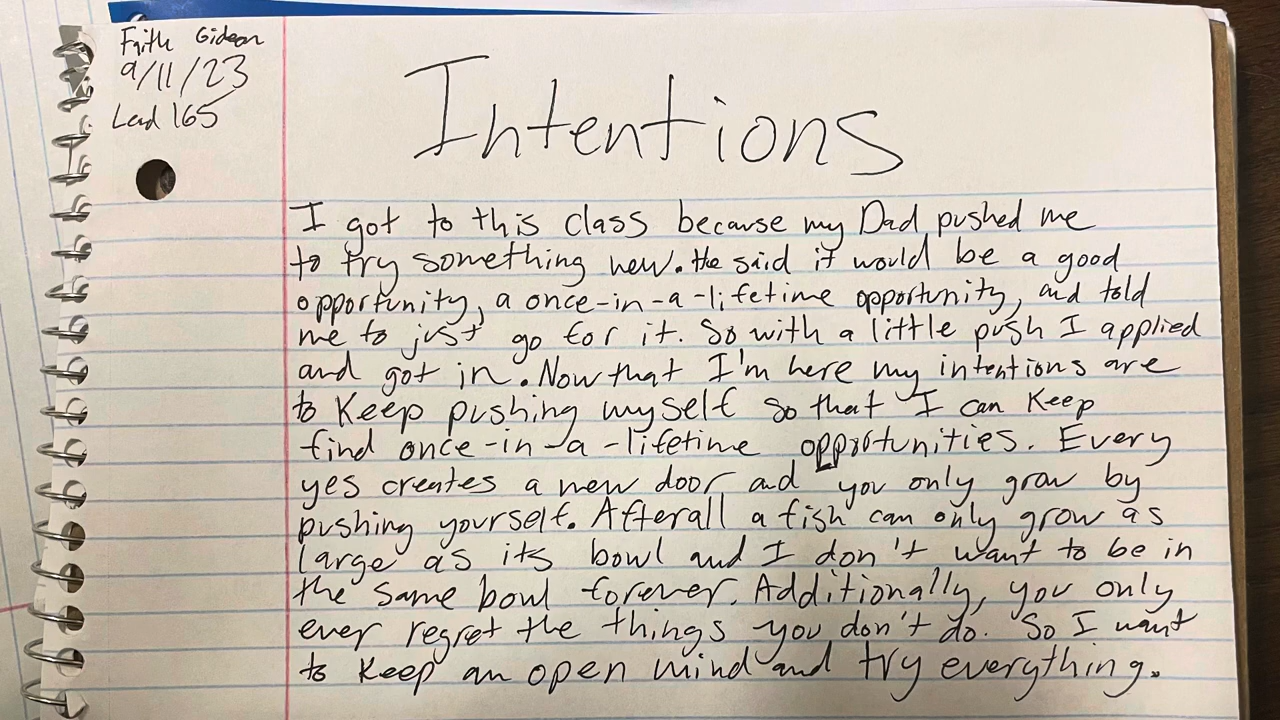 Faith Gideon
9/11/23
Lead 165
Intentions
I got to this class because my Dad pushed me
to try something new. He said it would be a good
opportunity, a once-in-a-lifetime opportunity, and told
me to just go for it. So with a little push I applied
and got in. Now that I'm here my intentions are
to keep pushing myself so that I can keep
find once-in-a-lifetime opportunities. Every
yes creates a new door and you only grow by
pushing yourself. Afterall a fish can only grow as
large as its bowl and I don't want to be in
the same bowl forever. Additionally, you only
ever regret the things you don't do. So I want
to keep an open mind and try everything.